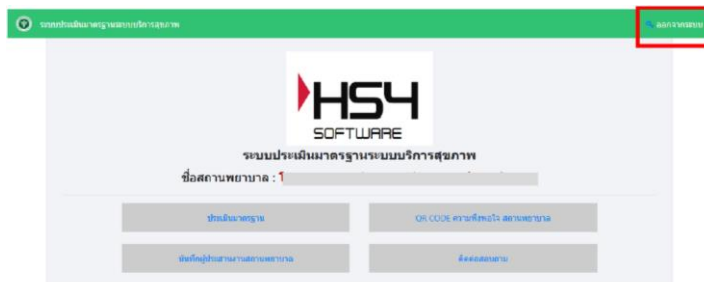 ระบบประเมินมาตรฐานระบบบริการสุขภาพ
ออกจากระบบ
HS4
SOFTWARE
ระบบประเมินมาตรฐานระบบบริการสุขภาพ
ชื่อสถานพยาบาล :
ประเมินมาตรฐาน
QR CODE ความพึงพอใจ สถานพยาบาล
บันทึกผู้ประสานงานสถานพยาบาล
ติดต่อสอบถาม